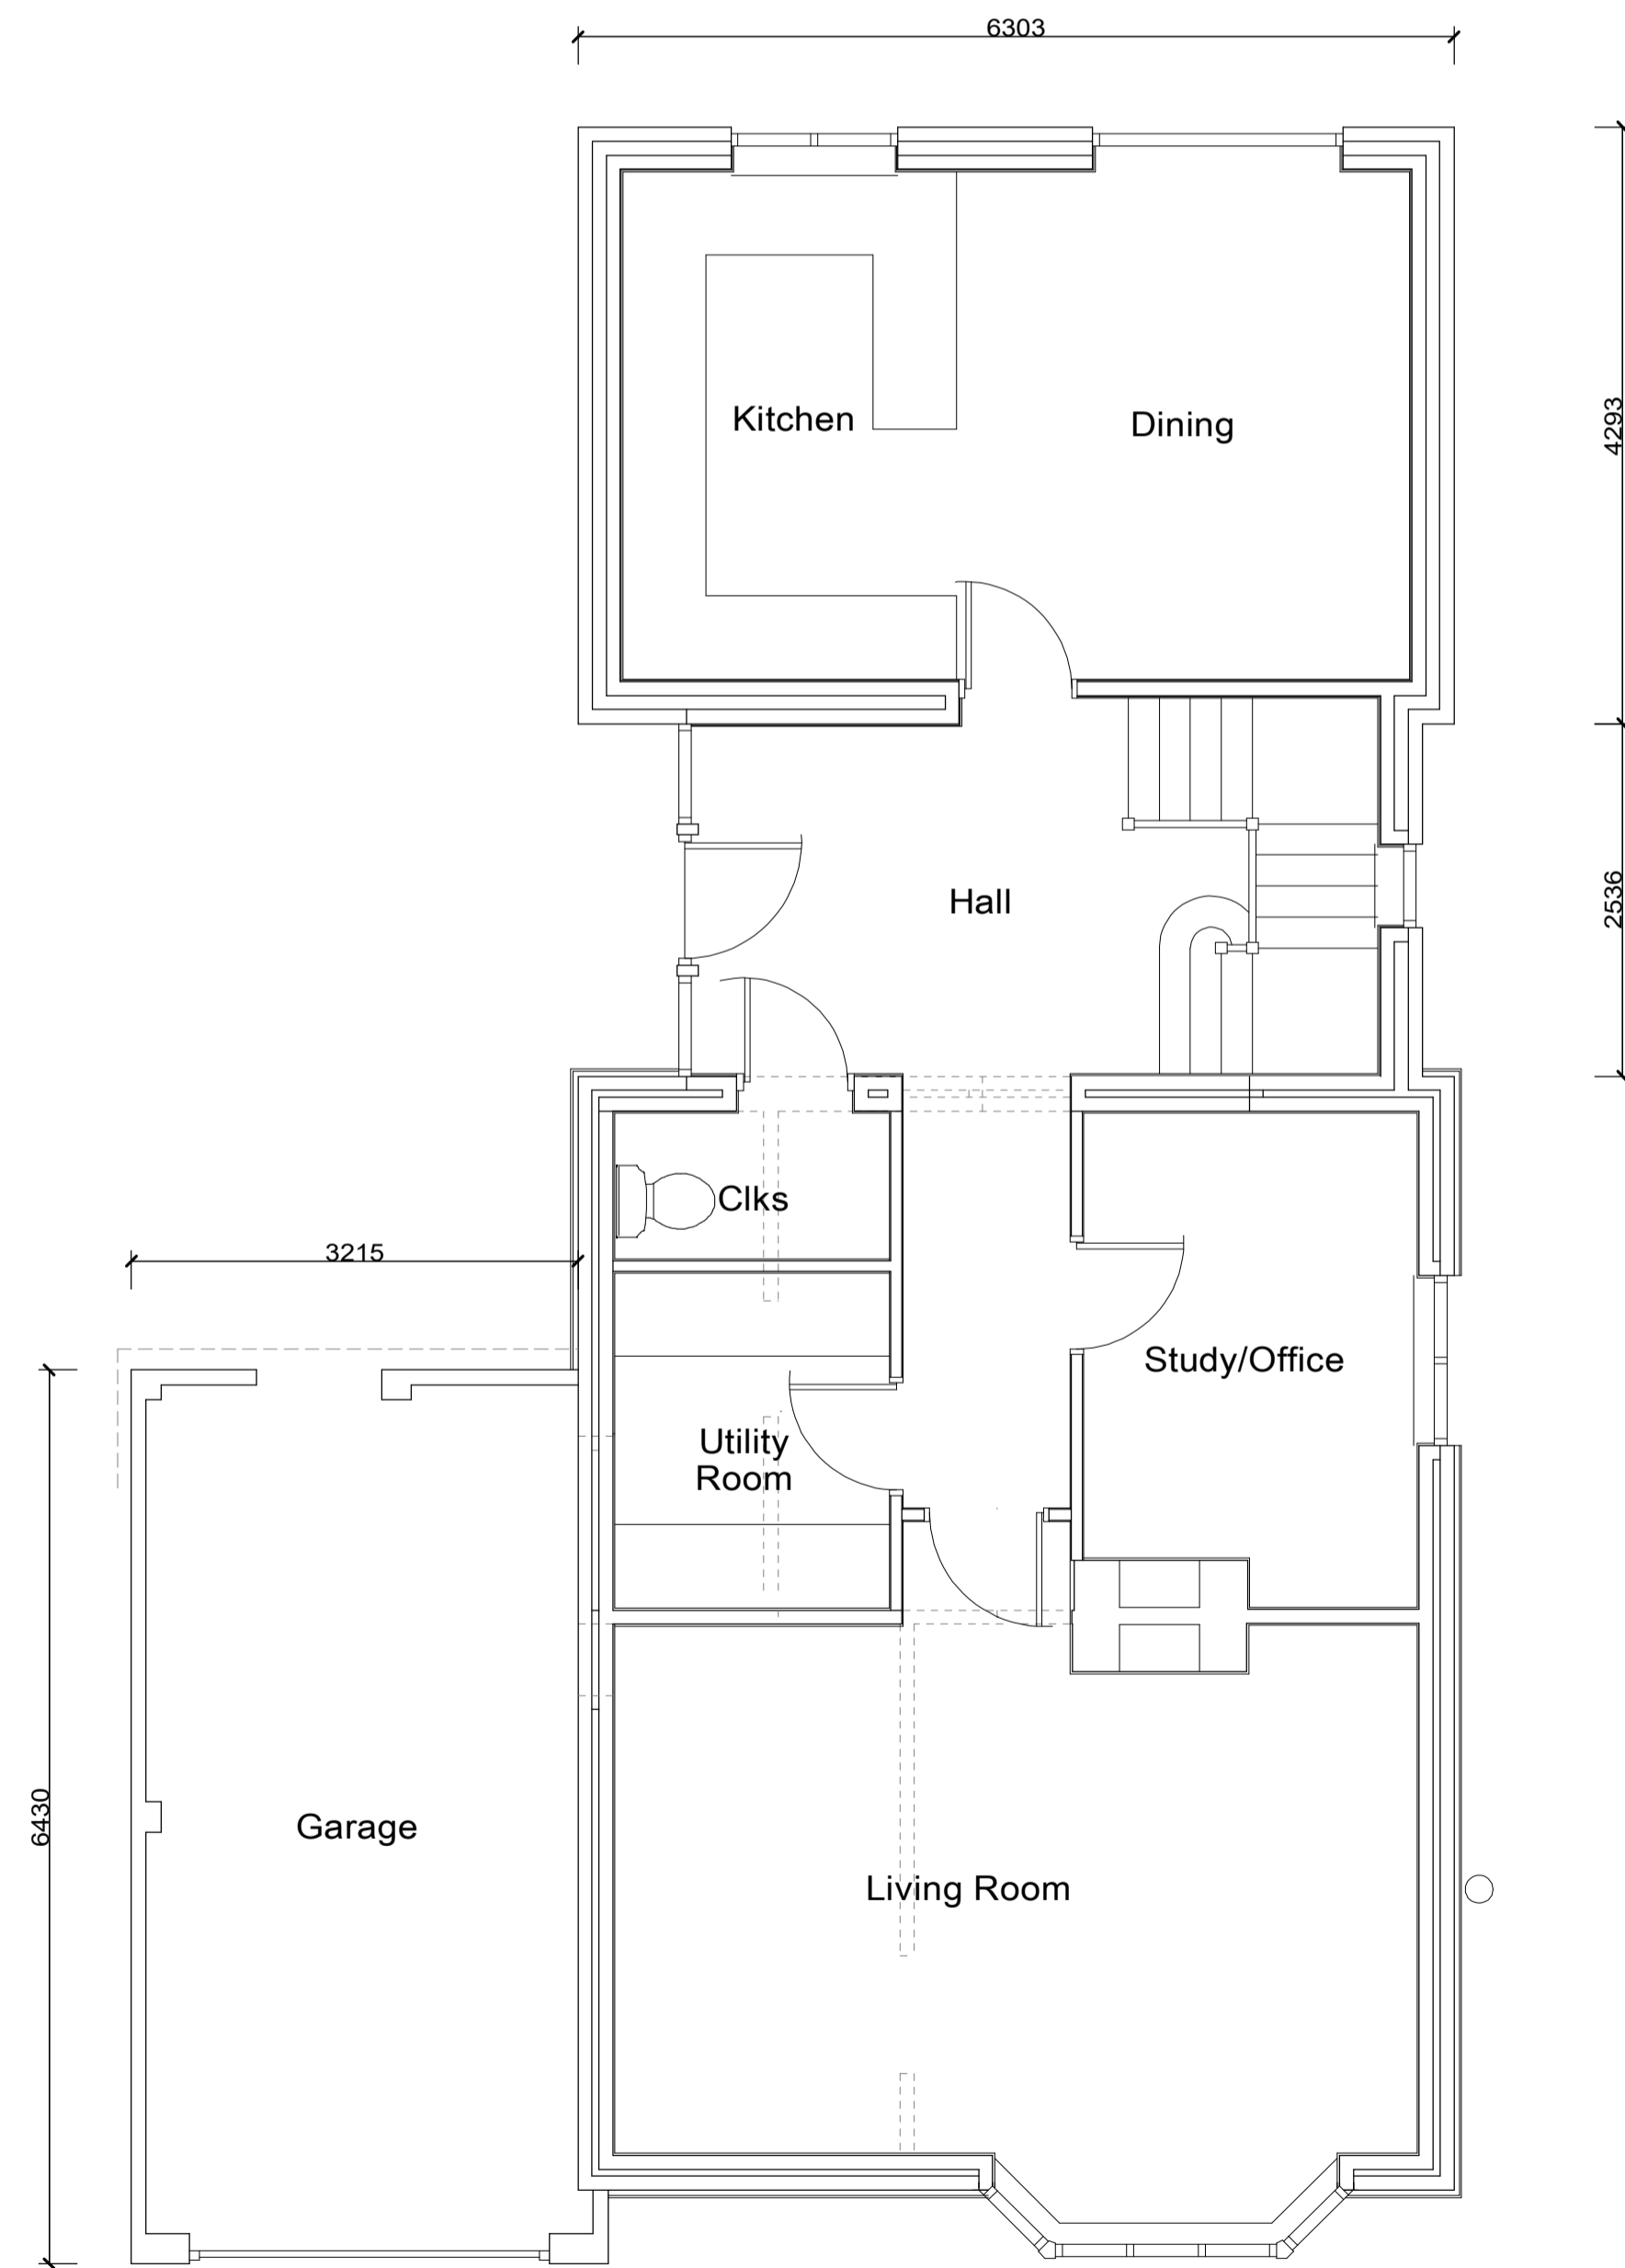 6303
4293
Kitchen
Dining
2536
Hall
Clks
3215
Study/Office
Utility
Room
6430
Garage
Living Room